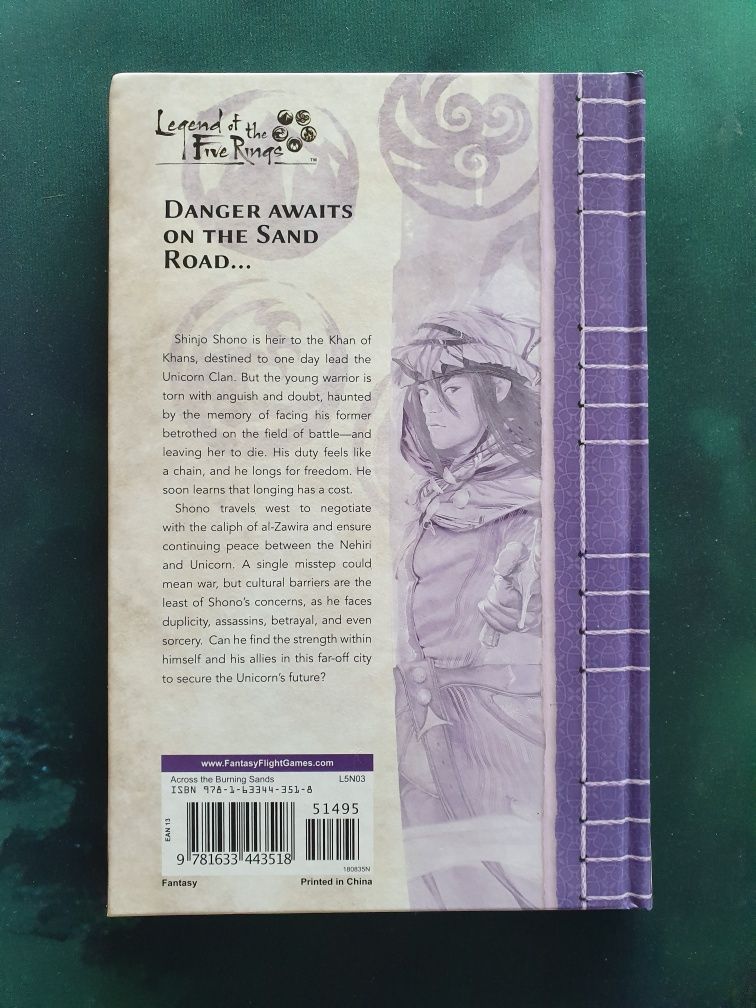 Legend of the
Five Rings™
DANGER AWAITS
ON THE SAND
ROAD...
Shinjo Shono is heir to the Khan of
Khans, destined to one day lead the
Unicorn Clan. But the young warrior is
torn with anguish and doubt, haunted
by the memory of facing his former
betrothed on the field of battle—and
leaving her to die. His duty feels like
a chain, and he longs for freedom. He
soon learns that longing has a cost.
Shono travels west to negotiate
with the caliph of al-Zawira and ensure
continuing peace between the Nehiri
and Unicorn. A single misstep could
mean war, but cultural barriers are the
least of Shono's concerns, as he faces
duplicity, assassins, betrayal, and even
sorcery. Can he find the strength within
himself and his allies in this far-off city
to secure the Unicorn's future?
www.FantasyFlightGames.com
Across the Burning Sands L5N03
ISBN 978-1-63344-351-8
51495
EAN 13
9 781633 443518
180835N
Fantasy Printed in China